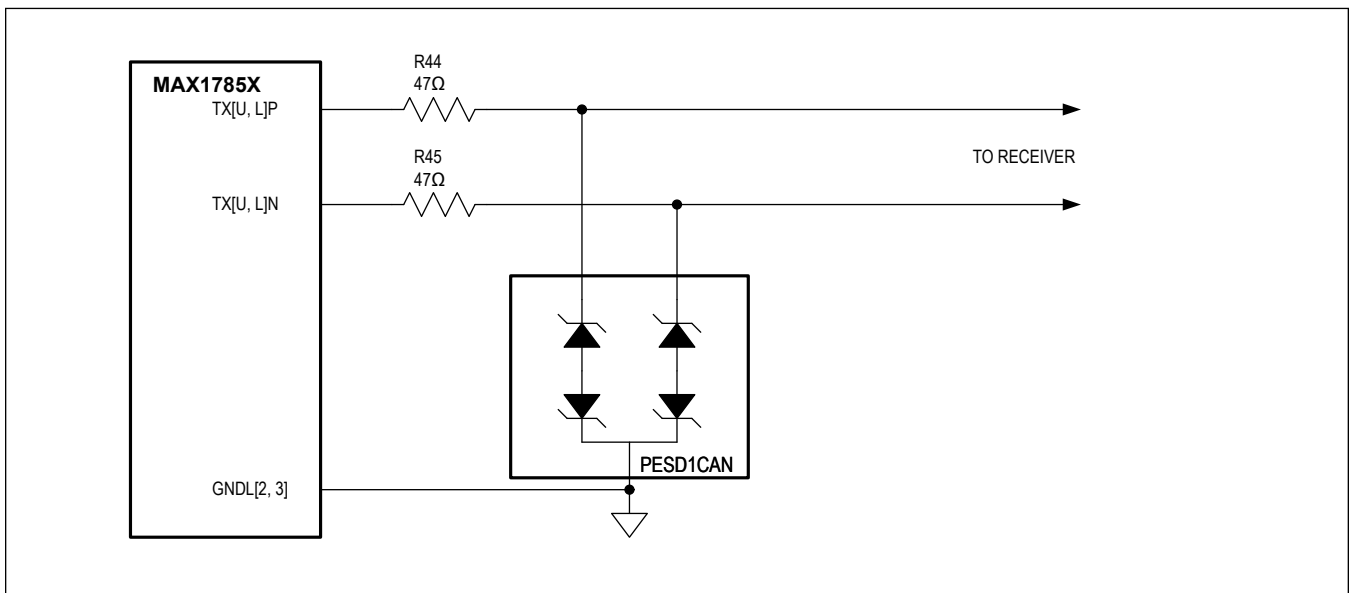 MAX1785X
TX[U, L]P
R44
47Ω
TO RECEIVER
R45
47Ω
TX[U, L]N
PESD1CAN
GNDL[2, 3]